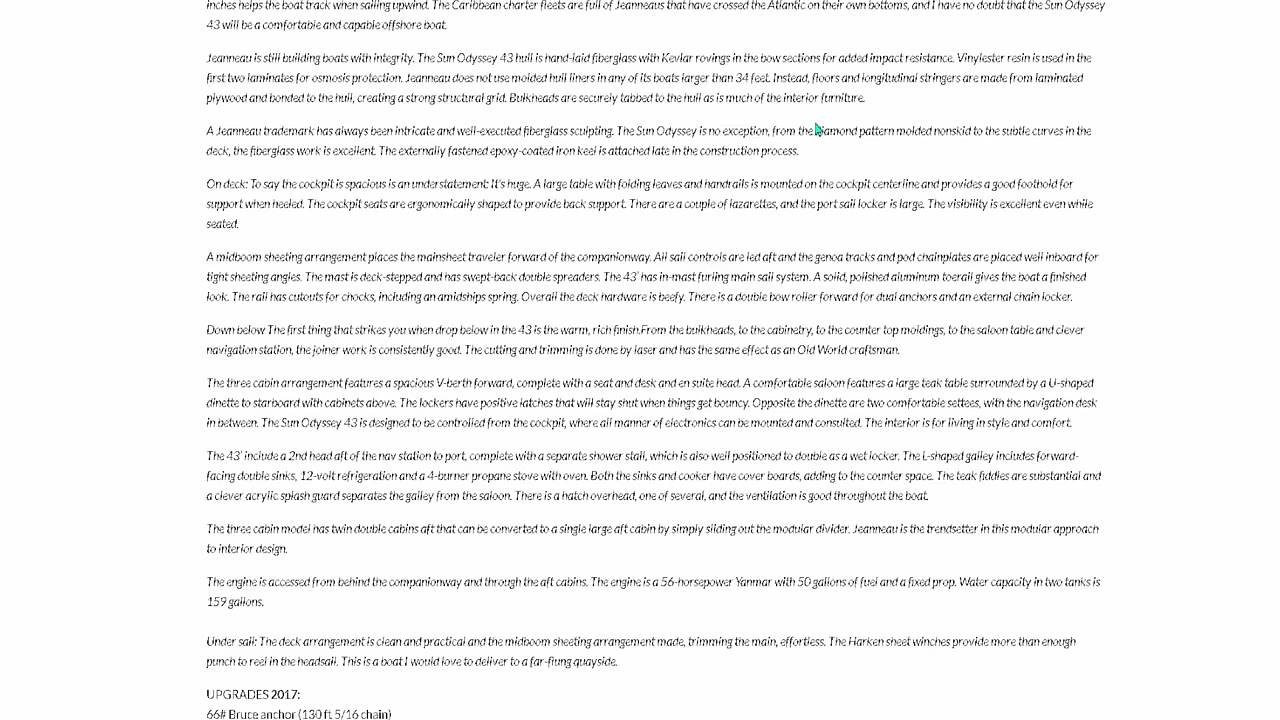 inches helps the boat track when sailing upwind. The Caribbean charter fleets are full of Jeanneaus that have crossed the Atlantic on their own bottoms, and I have no doubt that the Sun Odyssey
43 will be a comfortable and capable offshore boat.
Jeanneau is still building boats with integrity. The Sun Odyssey 43 hull is hand-laid fiberglass with Kevlar rovings in the bow sections for added impact resistance. Vinylester resin is used in the
first two laminates for osmosis protection. Jeanneau does not use molded hull liners in any of its boats larger than 34 feet. Instead, floors and longitudinal stringers are made from laminated
plywood and bonded to the hull, creating a strong structural grid. Bulkheads are securely tabbed to the hull as is much of the interior furniture.
A Jeanneau trademark has always been intricate and well-executed fiberglass sculpting. The Sun Odyssey is no exception, from the diamond pattern molded nonskid to the subtle curves in the
deck, the fiberglass work is excellent. The externally fastened epoxy-coated iron keel is attached late in the construction process.
On deck: To say the cockpit is spacious is an understatement: It's huge. A large table with folding leaves and handrails is mounted on the cockpit centerline and provides a good foothold for
support when heeled. The cockpit seats are ergonomically shaped to provide back support. There are a couple of lazarettes, and the port sail locker is large. The visibility is excellent even while
seated.
A midboom sheeting arrangement places the mainsheet traveler forward of the companionway. All sail controls are led aft and the genoa tracks and pod chainplates are placed well inboard for
tight sheeting angles. The mast is deck-stepped and has swept-back double spreaders. The 43' has in-mast furling main sail system. A solid, polished aluminum toerail gives the boat a finished
look. The rail has cutouts for chocks, including an amidships spring. Overall the deck hardware is beefy. There is a double bow roller forward for dual anchors and an external chain locker.
Down below The first thing that strikes you when drop below in the 43 is the warm, rich finish.From the bulkheads, to the cabinetry, to the counter top moldings, to the saloon table and clever
navigation station, the joiner work is consistently good. The cutting and trimming is done by laser and has the same effect as an Old World craftsman.
The three cabin arrangement features a spacious V-berth forward, complete with a seat and desk and en suite head. A comfortable saloon features a large teak table surrounded by a U-shaped
dinette to starboard with cabinets above. The lockers have positive latches that will stay shut when things get bouncy. Opposite the dinette are two comfortable settees, with the navigation desk
in between. The Sun Odyssey 43 is designed to be controlled from the cockpit, where all manner of electronics can be mounted and consulted. The interior is for living in style and comfort.
The 43' include a 2nd head aft of the nav station to port, complete with a separate shower stall, which is also well positioned to double as a wet locker. The L-shaped galley includes forward-
facing double sinks, 12-volt refrigeration and a 4-burner propane stove with oven. Both the sinks and cooker have cover boards, adding to the counter space. The teak fiddles are substantial and
a clever acrylic splash guard separates the galley from the saloon. There is a hatch overhead, one of several, and the ventilation is good throughout the boat.
The three cabin model has twin double cabins aft that can be converted to a single large aft cabin by simply sliding out the modular divider. Jeanneau is the trendsetter in this modular approach
to interior design.
The engine is accessed from behind the companionway and through the aft cabins. The engine is a 56-horsepower Yanmar with 50 gallons of fuel and a fixed prop. Water capacity in two tanks is
159 gallons.
Under sail: The deck arrangement is clean and practical and the midboom sheeting arrangement made, trimming the main, effortless. The Harken sheet winches provide more than enough
punch to reel in the headsail. This is a boat I would love to deliver to a far-flung quayside.
UPGRADES 2017:
66# Bruce anchor (130 ft 5/16 chain)